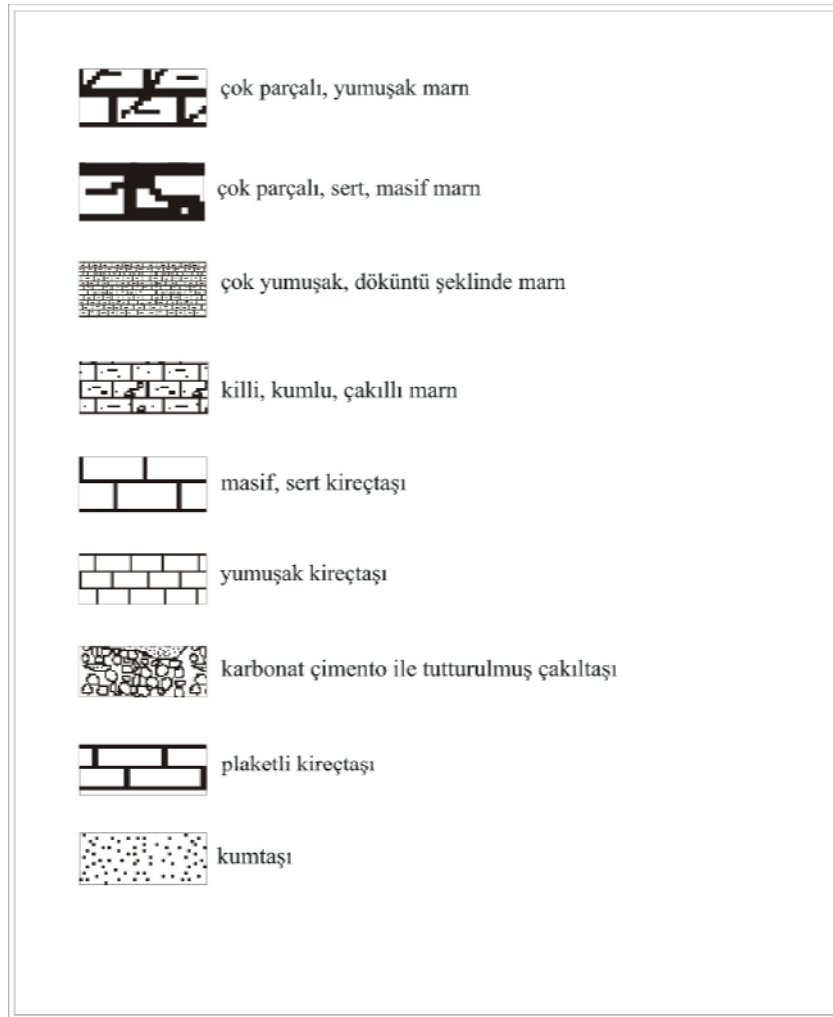 çok parçalı, yumuşak marn
çok parçalı, sert, masif marn
çok yumuşak, döküntü şeklinde marn
killi, kumlu, çakıllı marn
masif, sert kireçtaşı
yumuşak kireçtaşı
karbonat çimento ile tutturulmuş çakıltaşı
plaketli kireçtaşı
kumtaşı